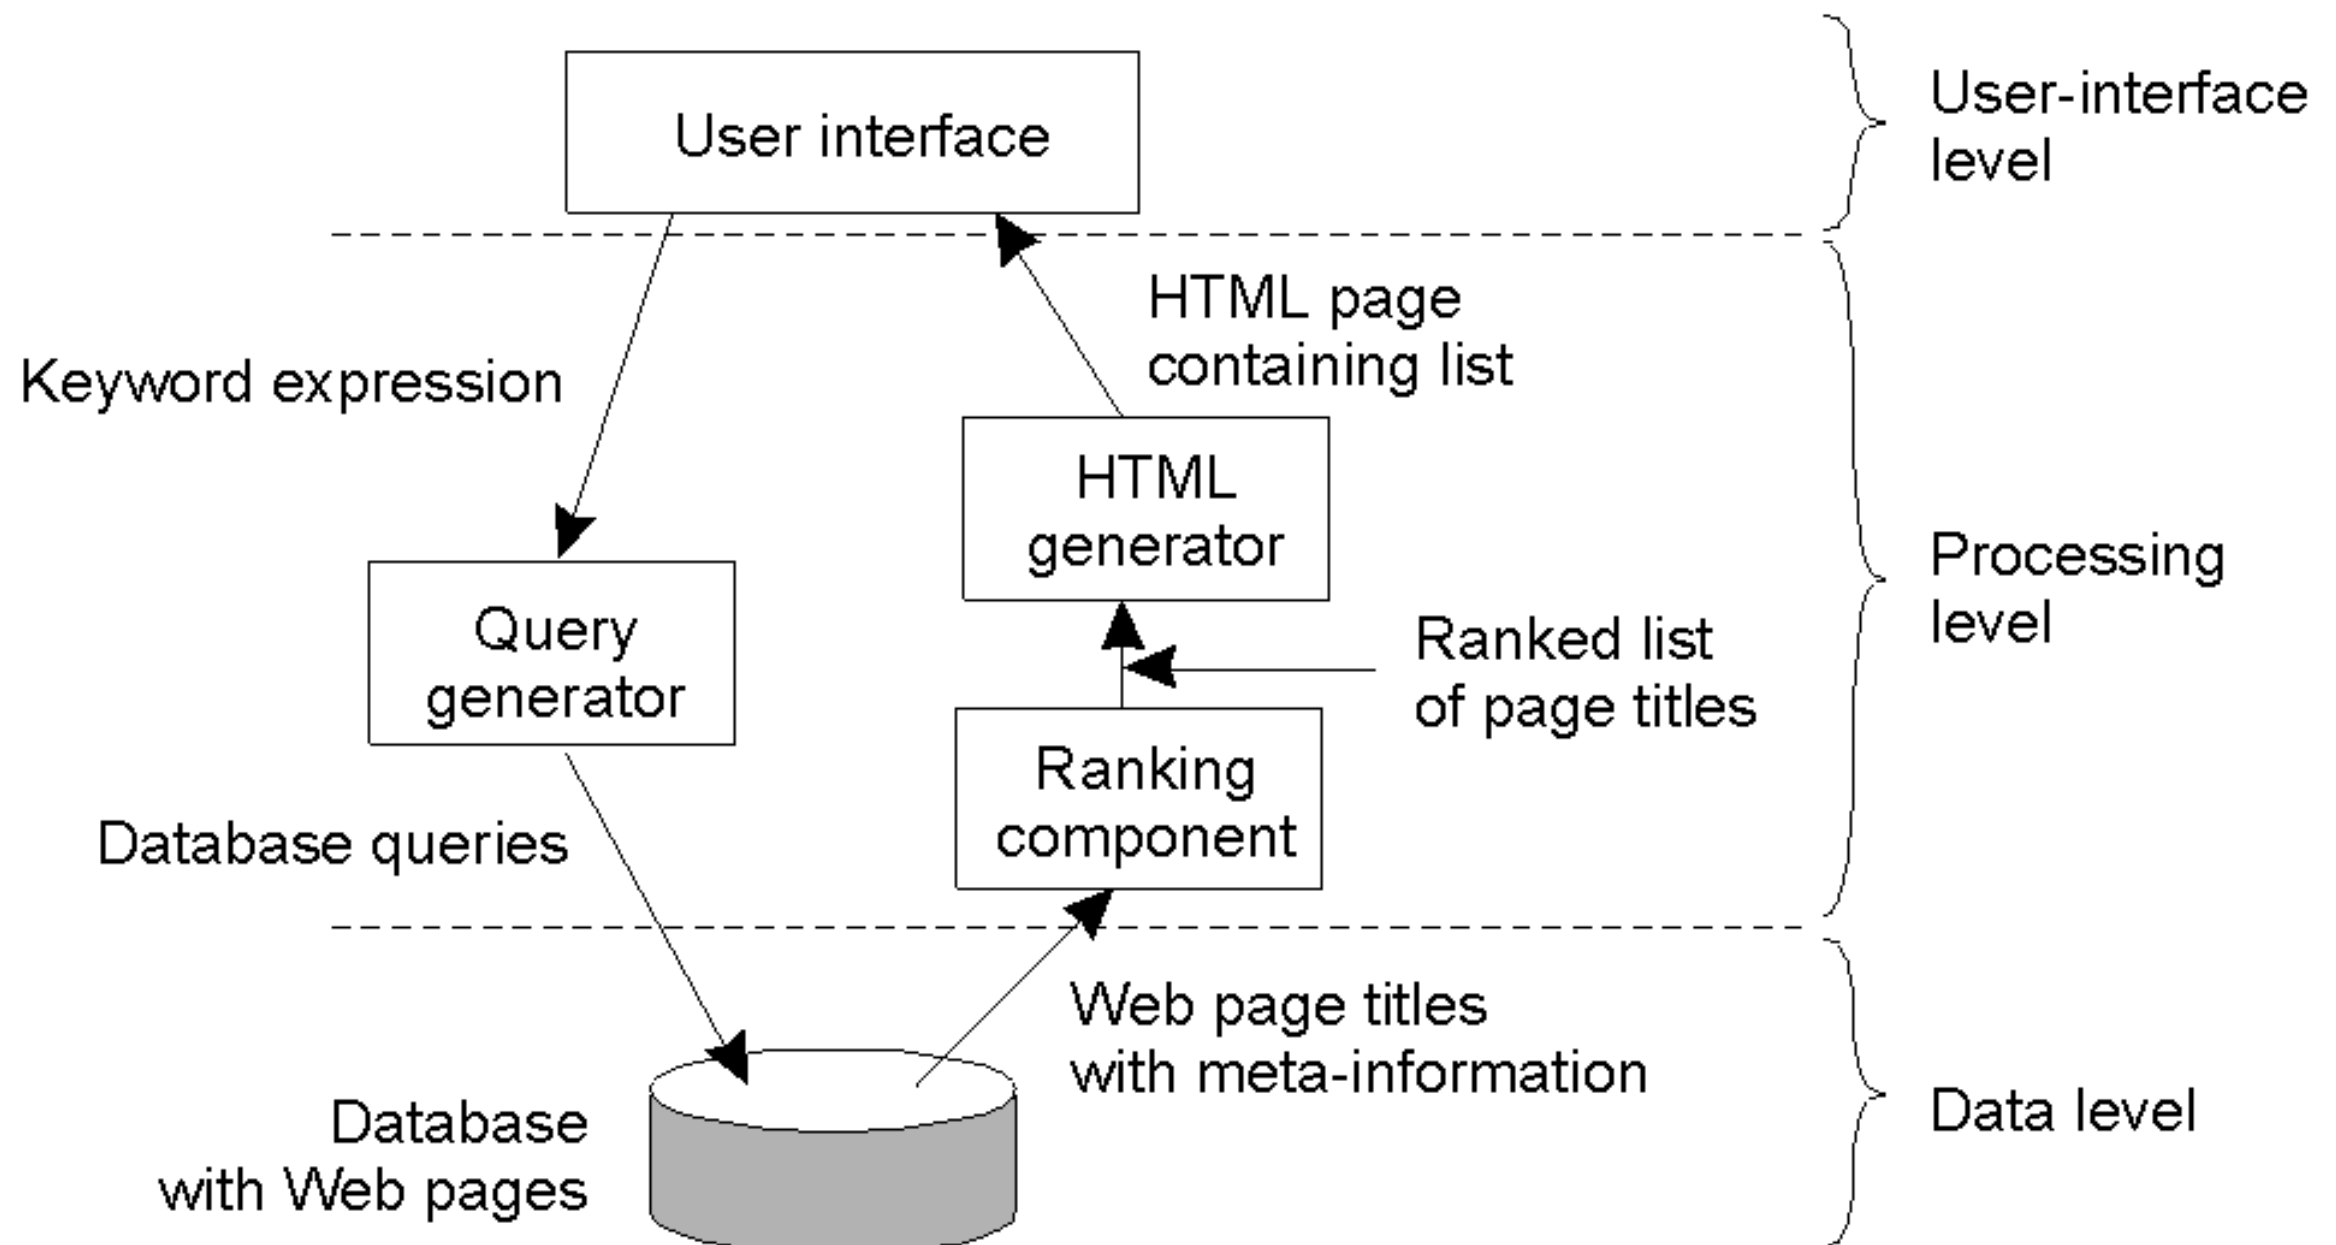 User interface
User-interface
level
HTML page
containing list
Keyword expression
HTML
generator
Processing
level
Query
generator
Ranked list
of page titles
Ranking
component
Database queries
Web page titles
with meta-information
Database
with Web pages
Data level